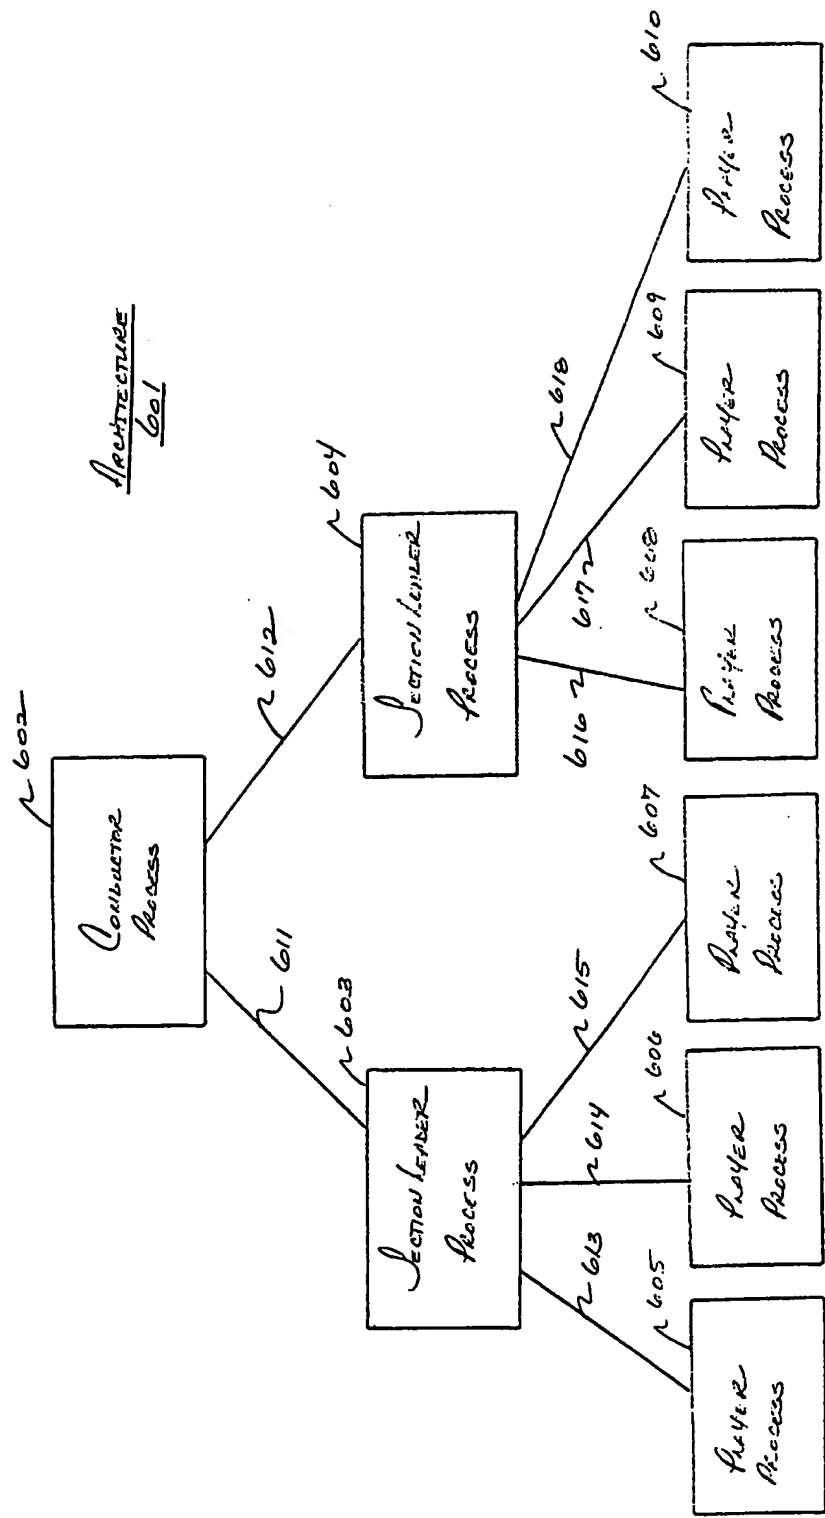 ARCHITECTURE
601
602
CONDUCTOR
PROCESS
611
612
603
SECTION LEADER
PROCESS
604
SECTION LEADER
PROCESS
613
614
615
616
617
618
605
PLAYER
PROCESS
606
PLAYER
PROCESS
607
PLAYER
PROCESS
608
PLAYER
PROCESS
609
PLAYER
PROCESS
610
PLAYER
PROCESS